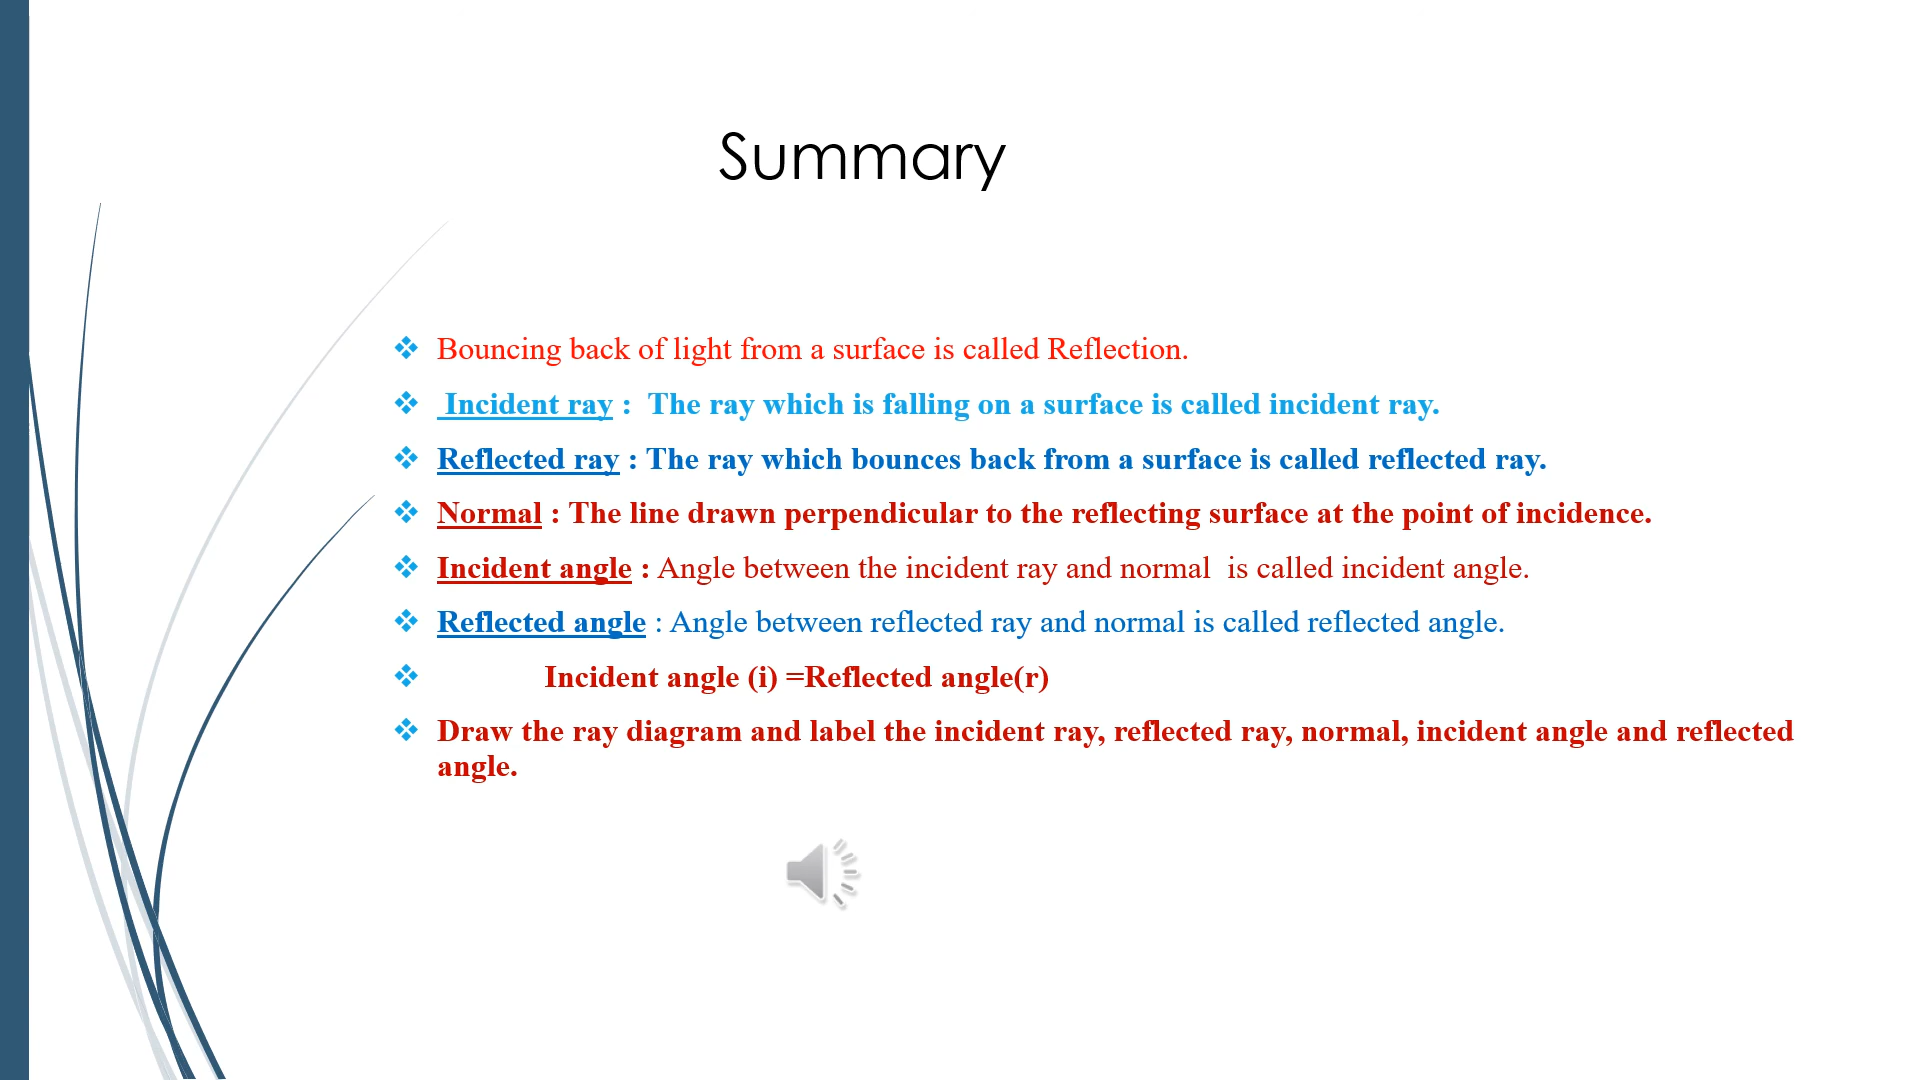 Summary
Bouncing back of light from a surface is called Reflection.
Incident ray :  The ray which is falling on a surface is called incident ray.
Reflected ray : The ray which bounces back from a surface is called reflected ray.
Normal : The line drawn perpendicular to the reflecting surface at the point of incidence.
Incident angle : Angle between the incident ray and normal  is called incident angle.
Reflected angle : Angle between reflected ray and normal is called reflected angle.
Incident angle (i) =Reflected angle(r)
Draw the ray diagram and label the incident ray, reflected ray, normal, incident angle and reflected
angle.